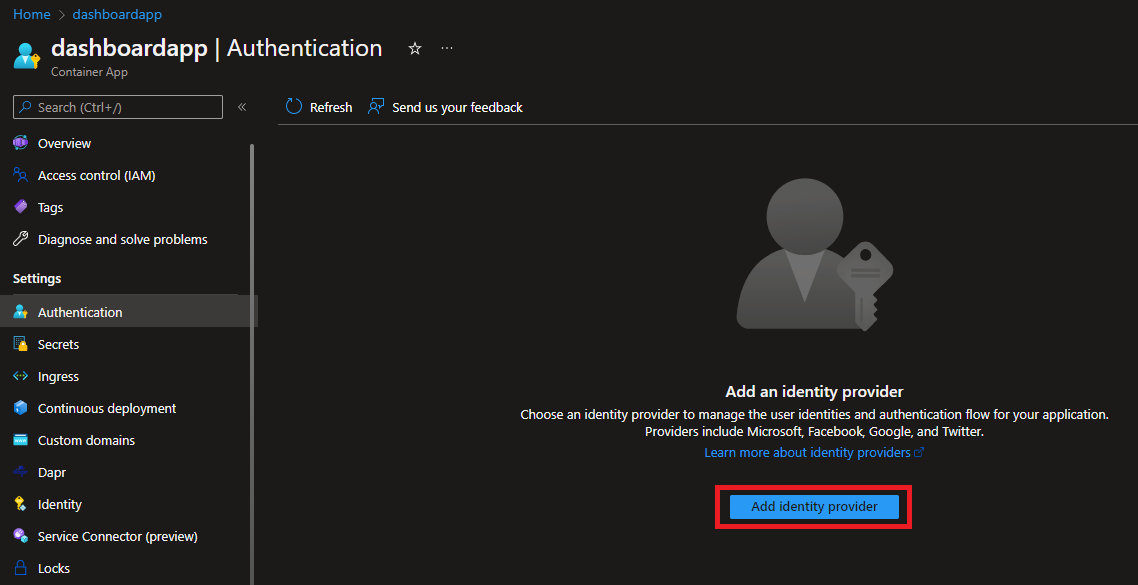 Home > dashboardapp
dashboardapp | Authentication
Container App
Search (Ctrl+/)
Refresh
Send us your feedback
Overview
Access control (IAM)
Tags
Diagnose and solve problems
Settings
Authentication
Secrets
Ingress
Continuous deployment
Custom domains
Dapr
Identity
Service Connector (preview)
Locks
Add an identity provider
Choose an identity provider to manage the user identities and authentication flow for your application.
Providers include Microsoft, Facebook, Google, and Twitter.
Learn more about identity providers
Add identity provider